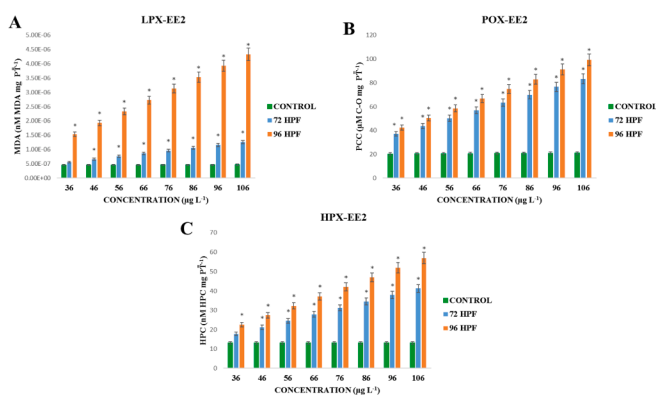 A
LPX-EE2
MDA (nM MDA mg PT⁻¹)
5.00E-06
4.50E-06
4.00E-06
3.50E-06
3.00E-06
2.50E-06
2.00E-06
1.50E-06
1.00E-06
5.00E-07
0.00E+00
* * * * * * * * * * * * * * *
36 46 56 66 76 86 96 106
CONCENTRATION (µg L⁻¹)
CONTROL
72 HPF
96 HPF
B
POX-EE2
PCC (µM C-O mg PT⁻¹)
120
100
80
60
40
20
0
* * * * * * * * * * * * * * * *
36 46 56 66 76 86 96 106
CONCENTRATION (µg L⁻¹)
CONTROL
72 HPF
96 HPF
C
HPX-EE2
HPC (nM HPC mg PT⁻¹)
70
60
50
40
30
20
10
0
* * * * * * * * * * * * * * *
36 46 56 66 76 86 96 106
CONCENTRATION (µg L⁻¹)
CONTROL
72 HPF
96 HPF